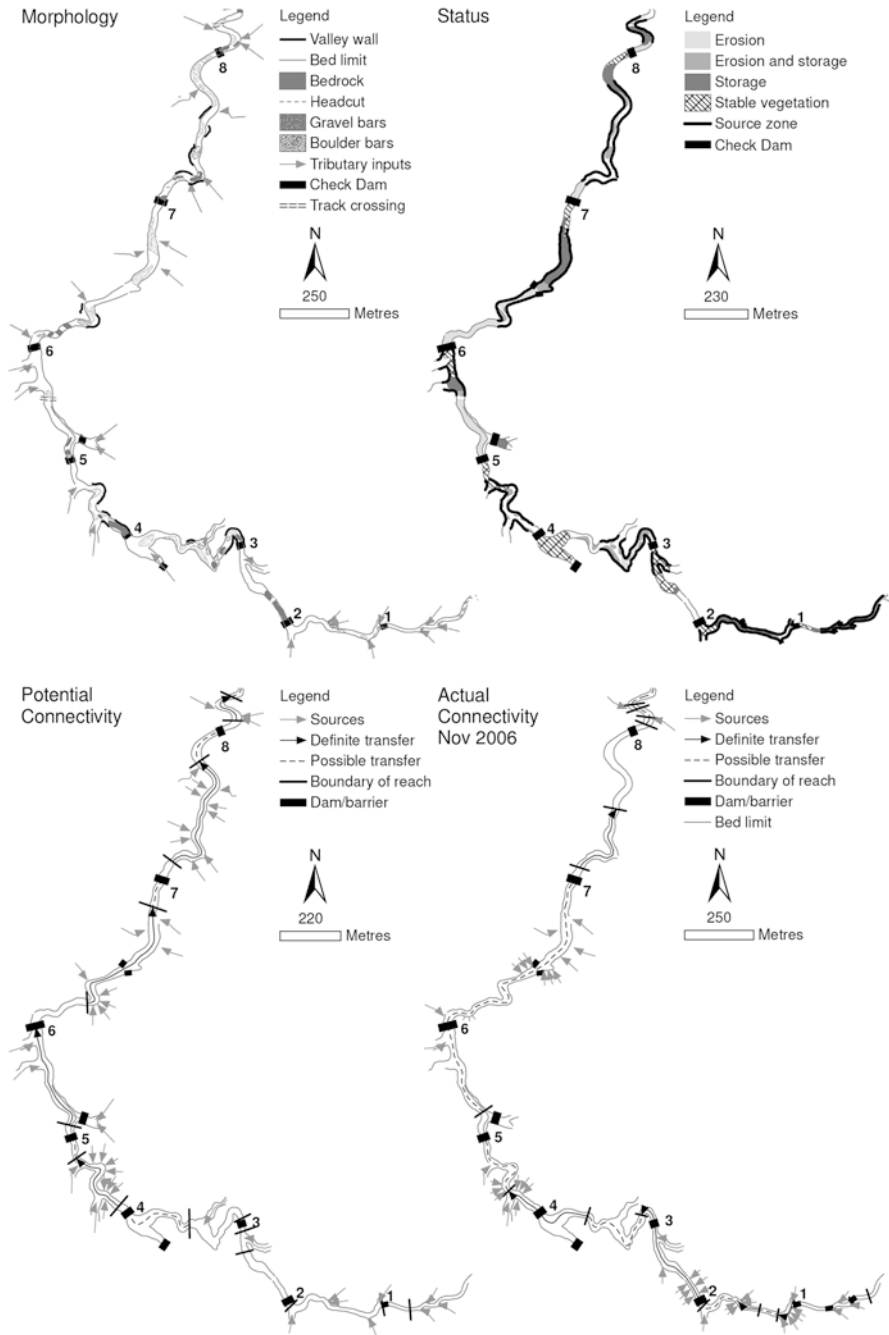 Morphology
Legend
Valley wall
Bed limit
Bedrock
Headcut
Gravel bars
Boulder bars
Tributary inputs
Check Dam
Track crossing
N
250
Metres
8
7
6
5
4
3
2
1
Status
Legend
Erosion
Erosion and storage
Storage
Stable vegetation
Source zone
Check Dam
N
230
Metres
8
7
6
5
4
3
2
1
Potential
Connectivity
Legend
Sources
Definite transfer
Possible transfer
Boundary of reach
Dam/barrier
N
220
Metres
8
7
6
5
4
3
2
1
Actual
Connectivity
Nov 2006
Legend
Sources
Definite transfer
Possible transfer
Boundary of reach
Dam/barrier
Bed limit
N
250
Metres
8
7
6
5
4
3
2
1